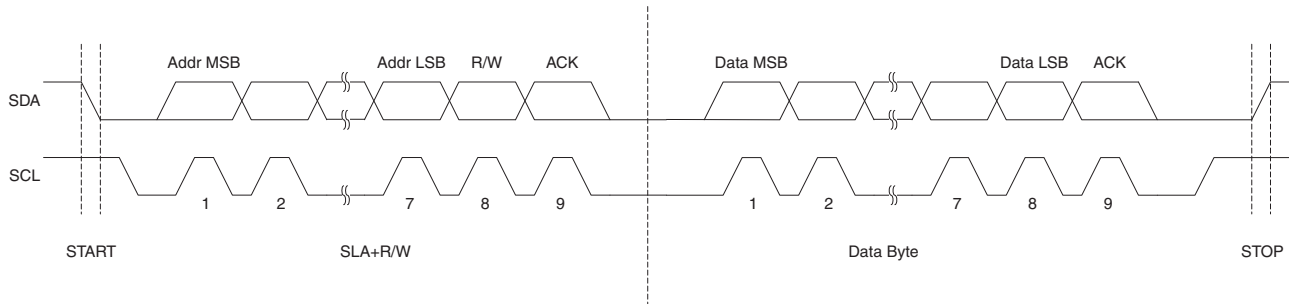 Addr MSB Addr LSB R/W ACK Data MSB Data LSB ACK
SDA
SCL
1 2 7 8 9 1 2 7 8 9
START SLA+R/W Data Byte STOP